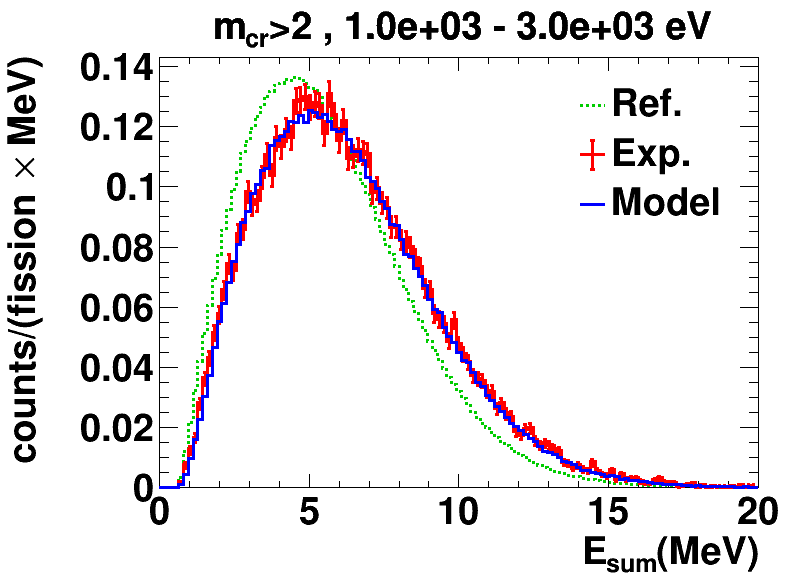 m_cr>2 , 1.0e+03 - 3.0e+03 eV
counts/(fission × MeV)
0.14
0.12
0.1
0.08
0.06
0.04
0.02
0
Ref.
Exp.
Model
0 5 10 15 20
E_sum(MeV)